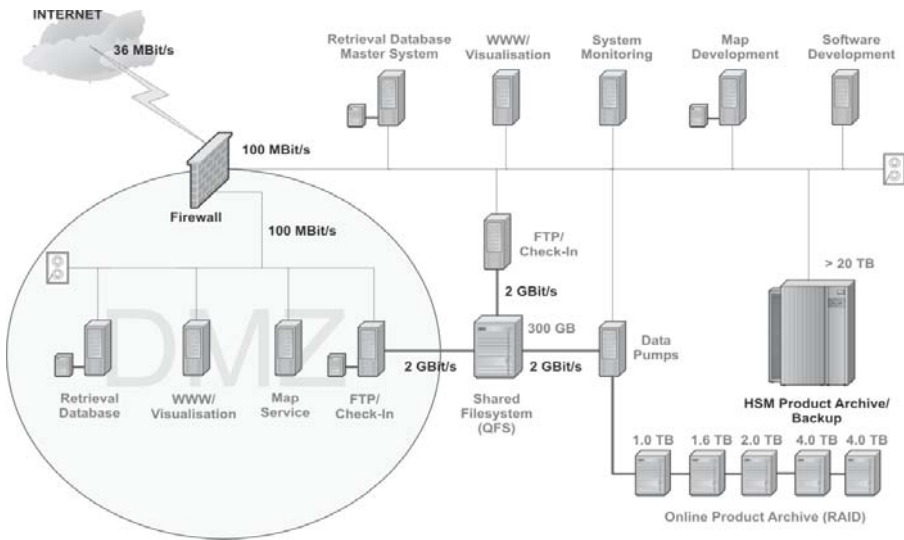 INTERNET
36 MBit/s
Retrieval Database
Master System
WWW/
Visualisation
System
Monitoring
Map
Development
Software
Development
100 MBit/s
Firewall
100 MBit/s
FTP/
Check-In
> 20 TB
2 GBit/s
DMZ
300 GB
2 GBit/s
2 GBit/s
Data
Pumps
Retrieval
Database
WWW/
Visualisation
Map
Service
FTP/
Check-In
Shared
Filesystem
(QFS)
HSM Product Archive/
Backup
1.0 TB
1.6 TB
2.0 TB
4.0 TB
4.0 TB
Online Product Archive (RAID)